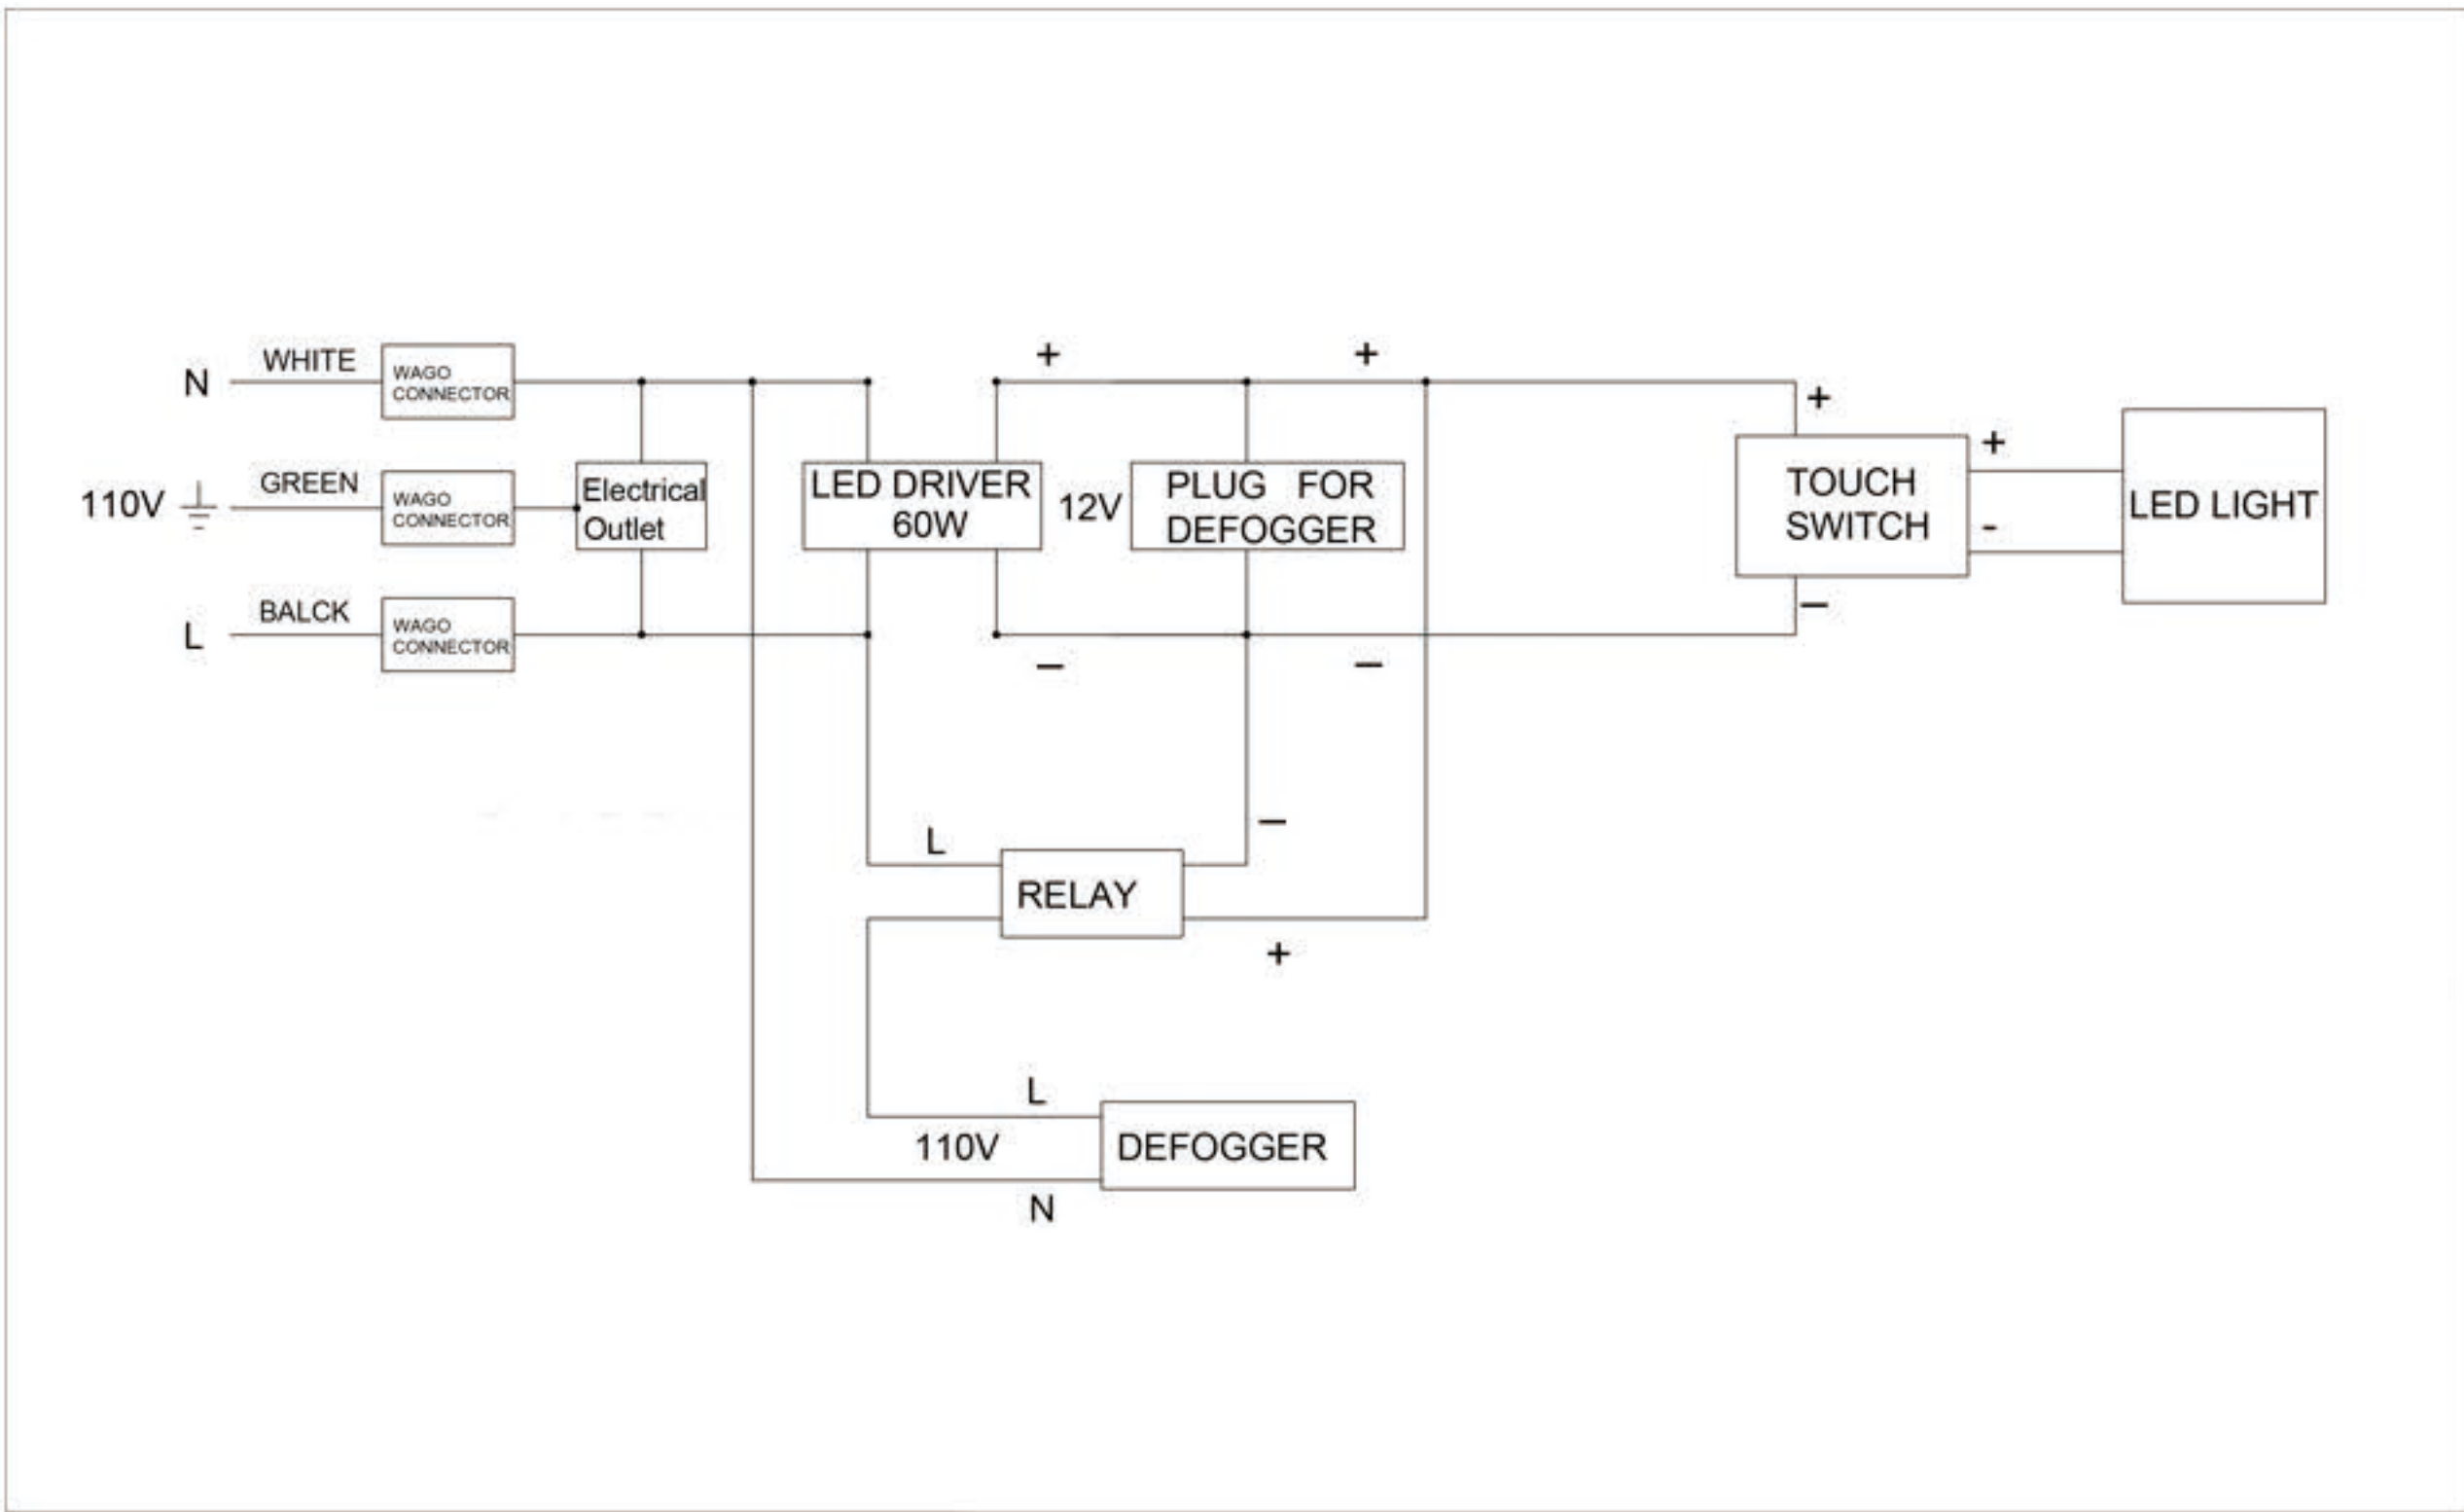 N
WHITE
WAGO
CONNECTOR
110V
GREEN
WAGO
CONNECTOR
L
BALCK
WAGO
CONNECTOR
Electrical
Outlet
LED DRIVER
60W
+
–
12V
PLUG FOR
DEFOGGER
+
–
+
TOUCH
SWITCH
–
+
-
LED LIGHT
L
RELAY
–
+
L
110V
N
DEFOGGER